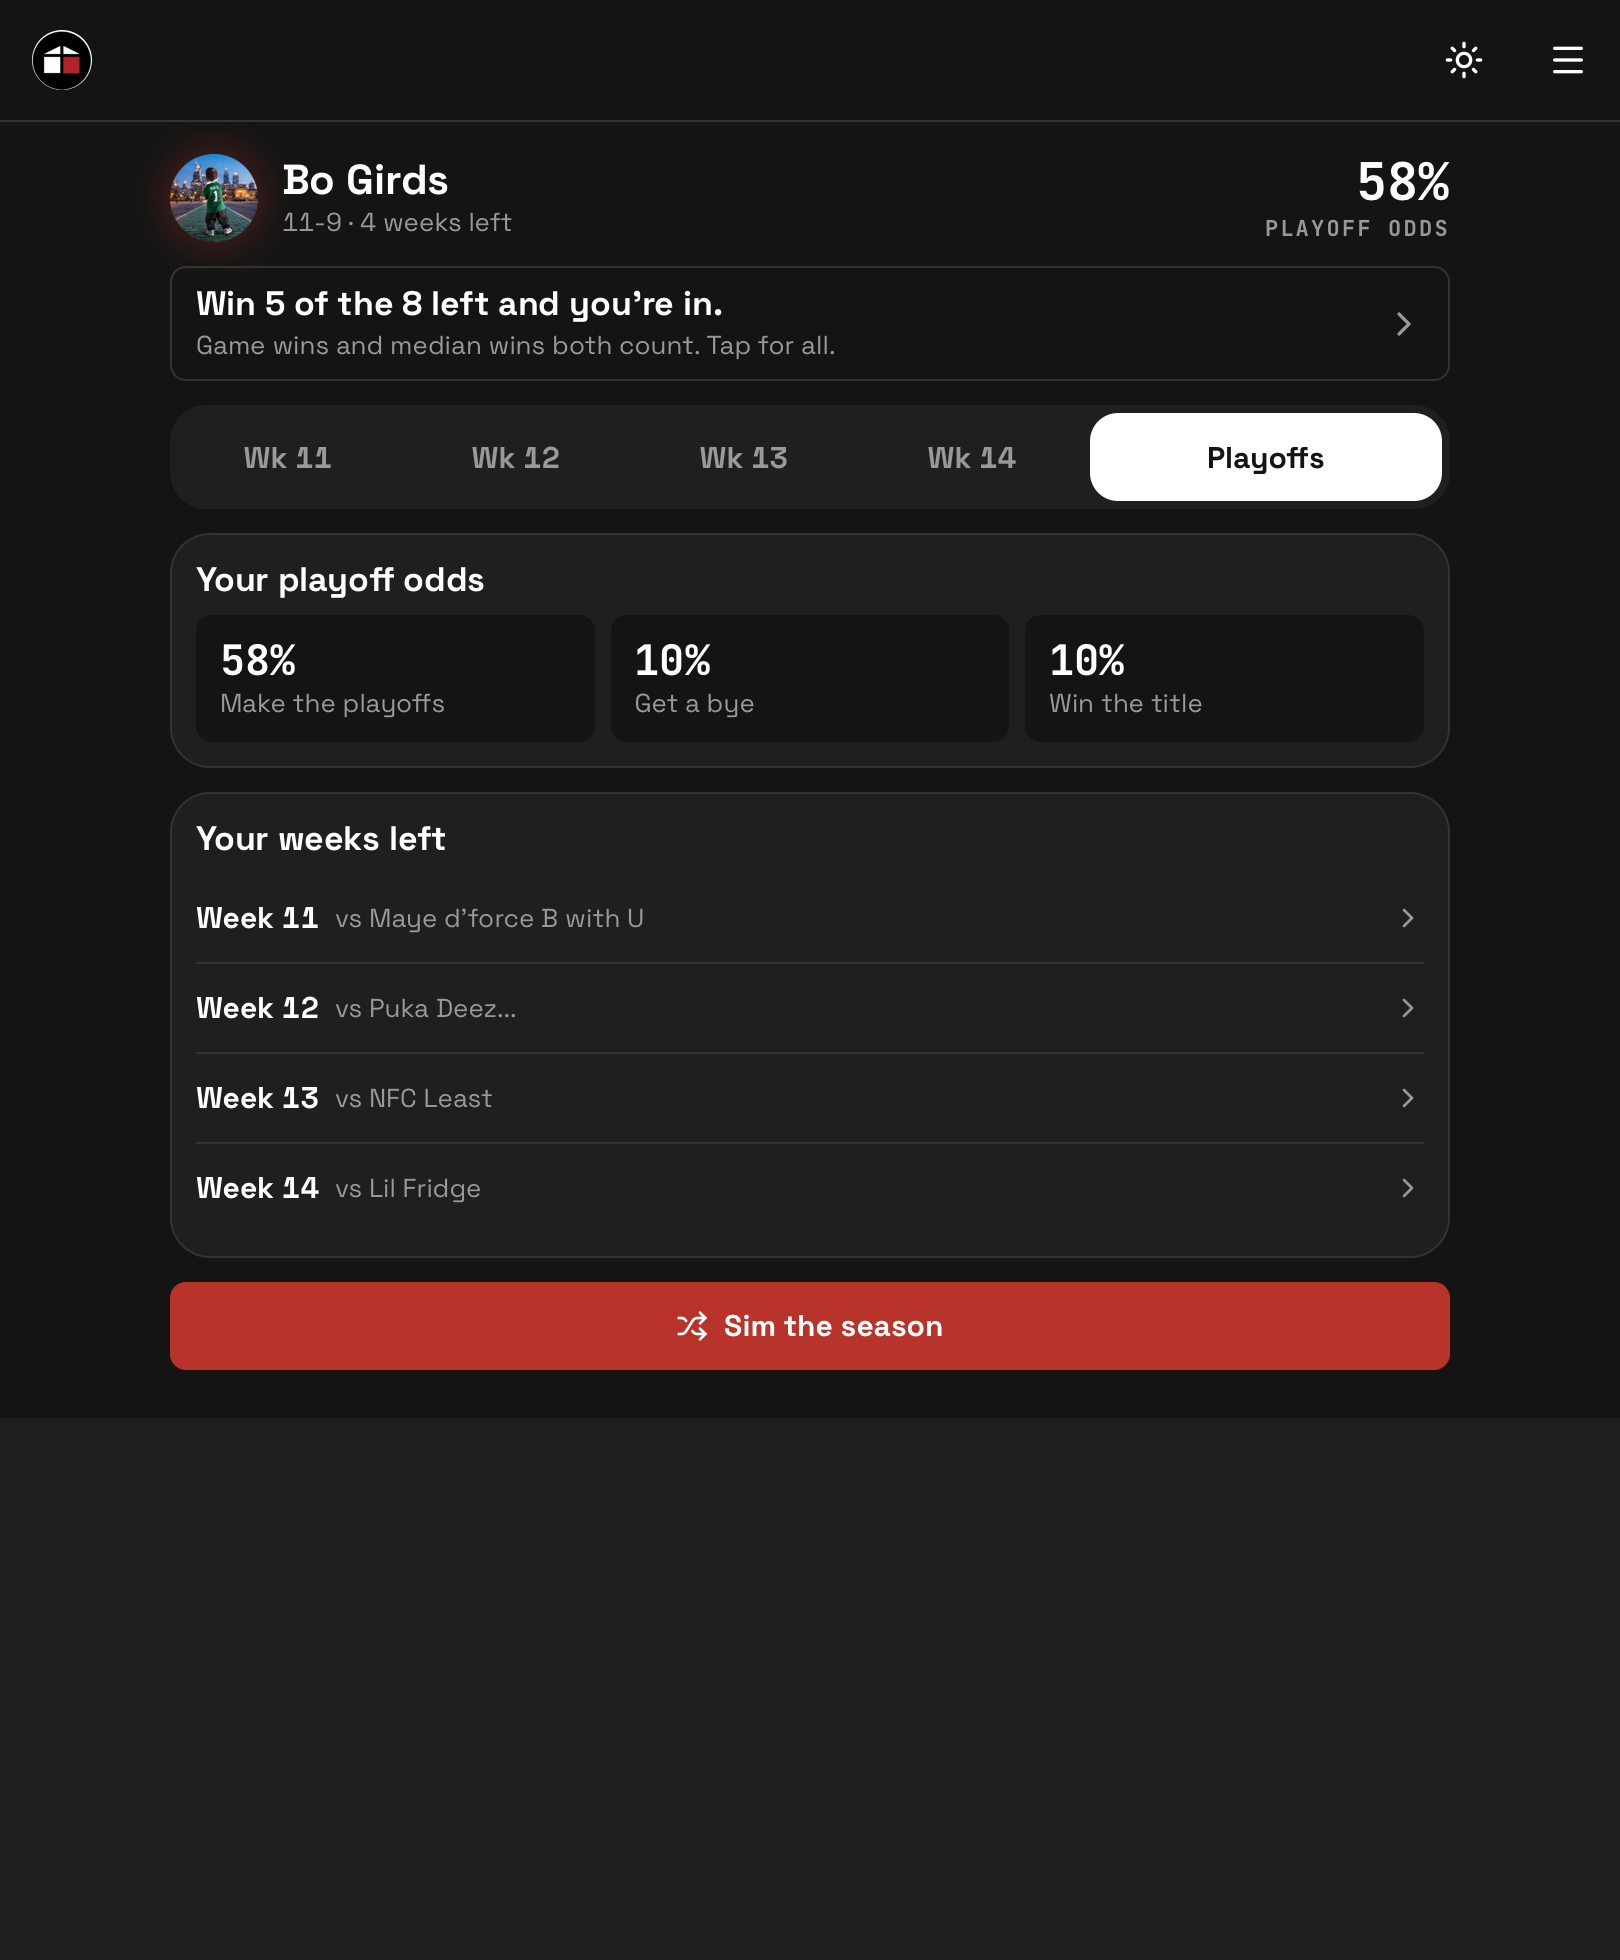 Bo Girds
11-9 · 4 weeks left
58%
PLAYOFF ODDS
Win 5 of the 8 left and you’re in.
Game wins and median wins both count. Tap for all.
Wk 11
Wk 12
Wk 13
Wk 14
Playoffs
Your playoff odds
58%
Make the playoffs
10%
Get a bye
10%
Win the title
Your weeks left
Week 11 vs Maye d’force B with U
Week 12 vs Puka Deez...
Week 13 vs NFC Least
Week 14 vs Lil Fridge
Sim the season